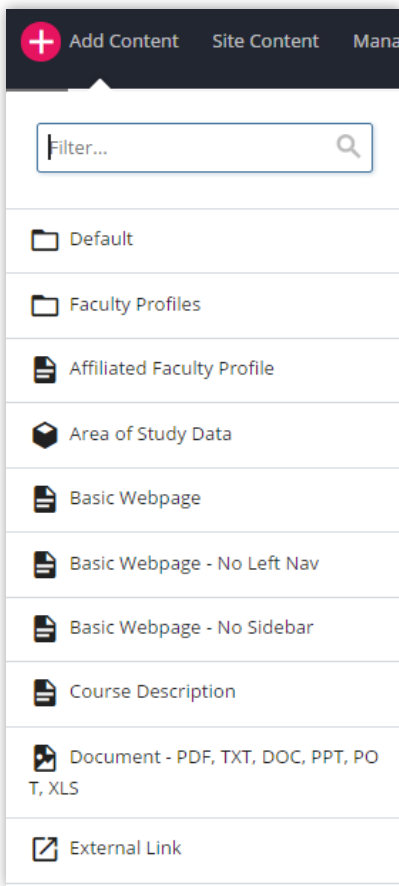 Add Content Site Content Mana
Filter...
Default
Faculty Profiles
Affiliated Faculty Profile
Area of Study Data
Basic Webpage
Basic Webpage - No Left Nav
Basic Webpage - No Sidebar
Course Description
Document - PDF, TXT, DOC, PPT, PO
T, XLS
External Link